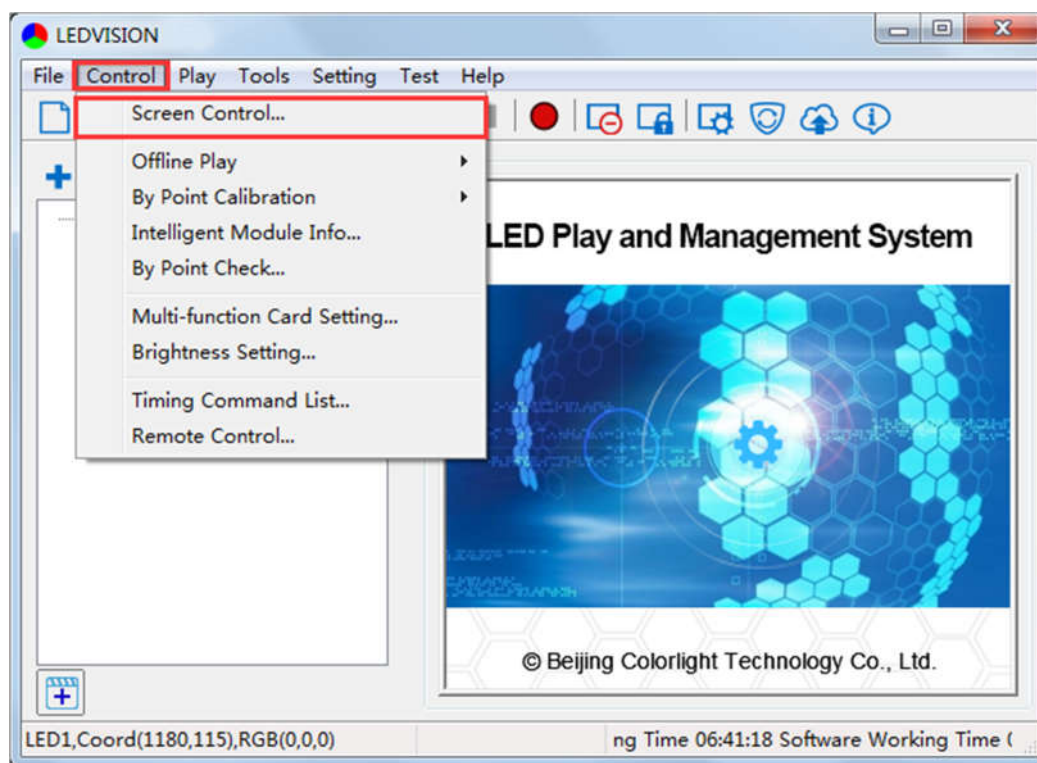 LEDVISION
File Control Play Tools Setting Test Help
Screen Control...
Offline Play
By Point Calibration
Intelligent Module Info...
By Point Check...
Multi-function Card Setting...
Brightness Setting...
Timing Command List...
Remote Control...
LED Play and Management System
© Beijing Colorlight Technology Co., Ltd.
LED1,Coord(1180,115),RGB(0,0,0) ng Time 06:41:18 Software Working Time (